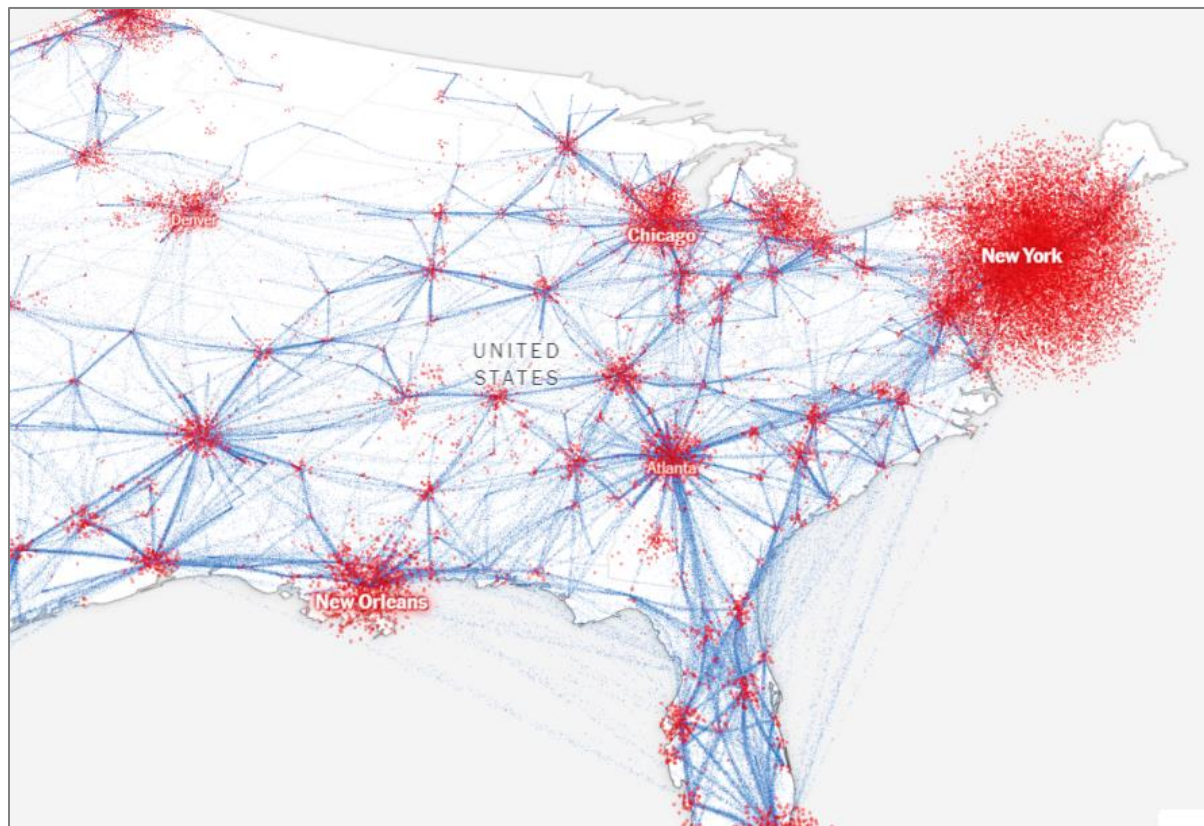 New York
Denver
Chicago
UNITED
STATES
Atlanta
New Orleans